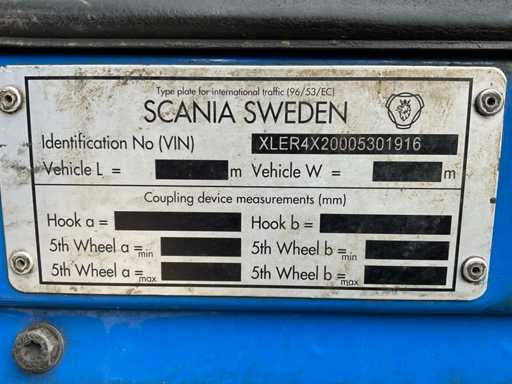 Type plate for international traffic (96/53/EC)
SCANIA SWEDEN
Identification No (VIN) XLER4X20005301916
Vehicle L = m Vehicle W = m
Coupling device measurements (mm)
Hook a = Hook b =
5th Wheel a = min 5th Wheel b = min
5th Wheel a = max 5th Wheel b = max